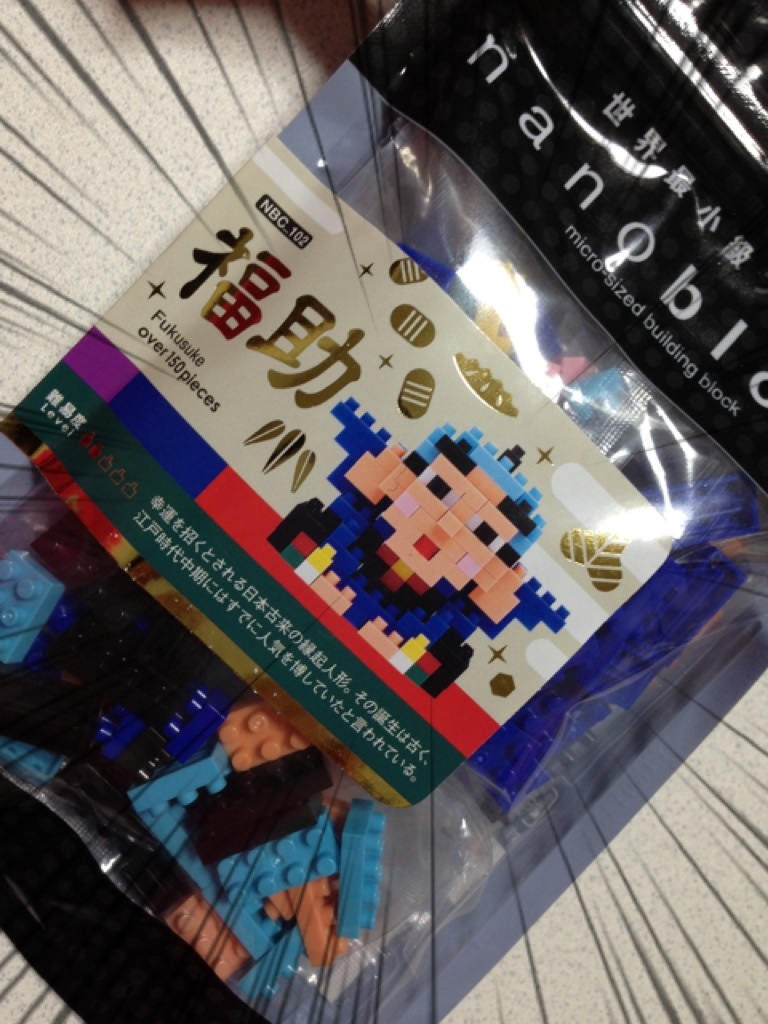 世界最小級
nanoblo
micro-sized building block
NBC_102
福助
Fukusuke
over150pieces
難易度
Level
幸運を招くとされる日本古来の縁起人形。その誕生は古く、
江戸時代中期にはすでに人気を博していたと言われている。